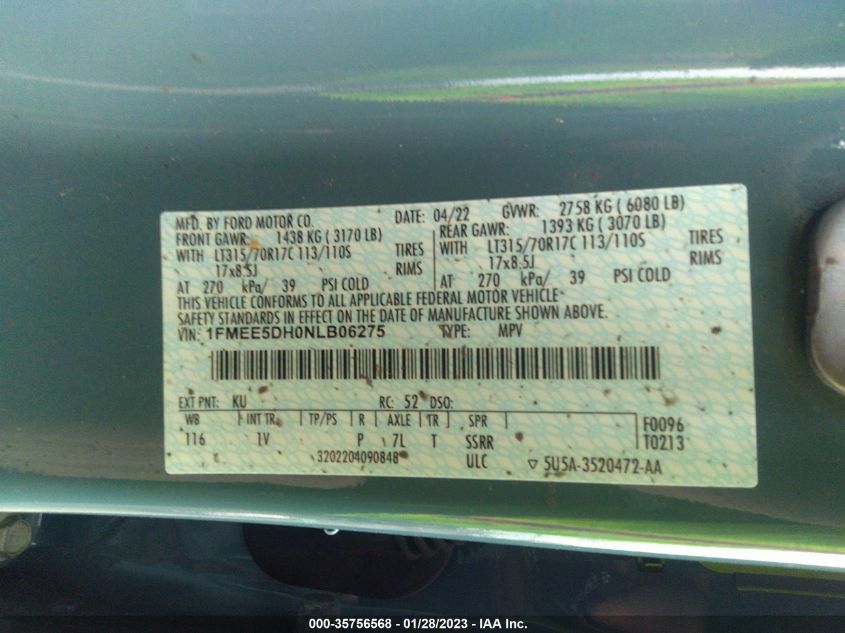 MFD. BY FORD MOTOR CO. DATE: 04/22 GVWR: 2758 KG ( 6080 LB)
FRONT GAWR: 1438 KG ( 3170 LB) REAR GAWR: 1393 KG ( 3070 LB)
WITH LT315/70R17C 113/110S TIRES WITH LT315/70R17C 113/110S TIRES
17x8.5J RIMS 17x8.5J RIMS
AT 270 kPa/ 39 PSI COLD AT 270 kPa/ 39 PSI COLD
THIS VEHICLE CONFORMS TO ALL APPLICABLE FEDERAL MOTOR VEHICLE
SAFETY STANDARDS IN EFFECT ON THE DATE OF MANUFACTURE SHOWN ABOVE.
VIN: 1FMEE5DH0NLB06275 TYPE: MPV
EXT PNT: KU RC: 52 DSO:
WB INT TR TP/PS R AXLE TR SPR F0096
116 1V P 7L T SSRR T0213
3202204090848 ULC ▽ 5U5A-3520472-AA
000-35756568 - 01/28/2023 - IAA Inc.